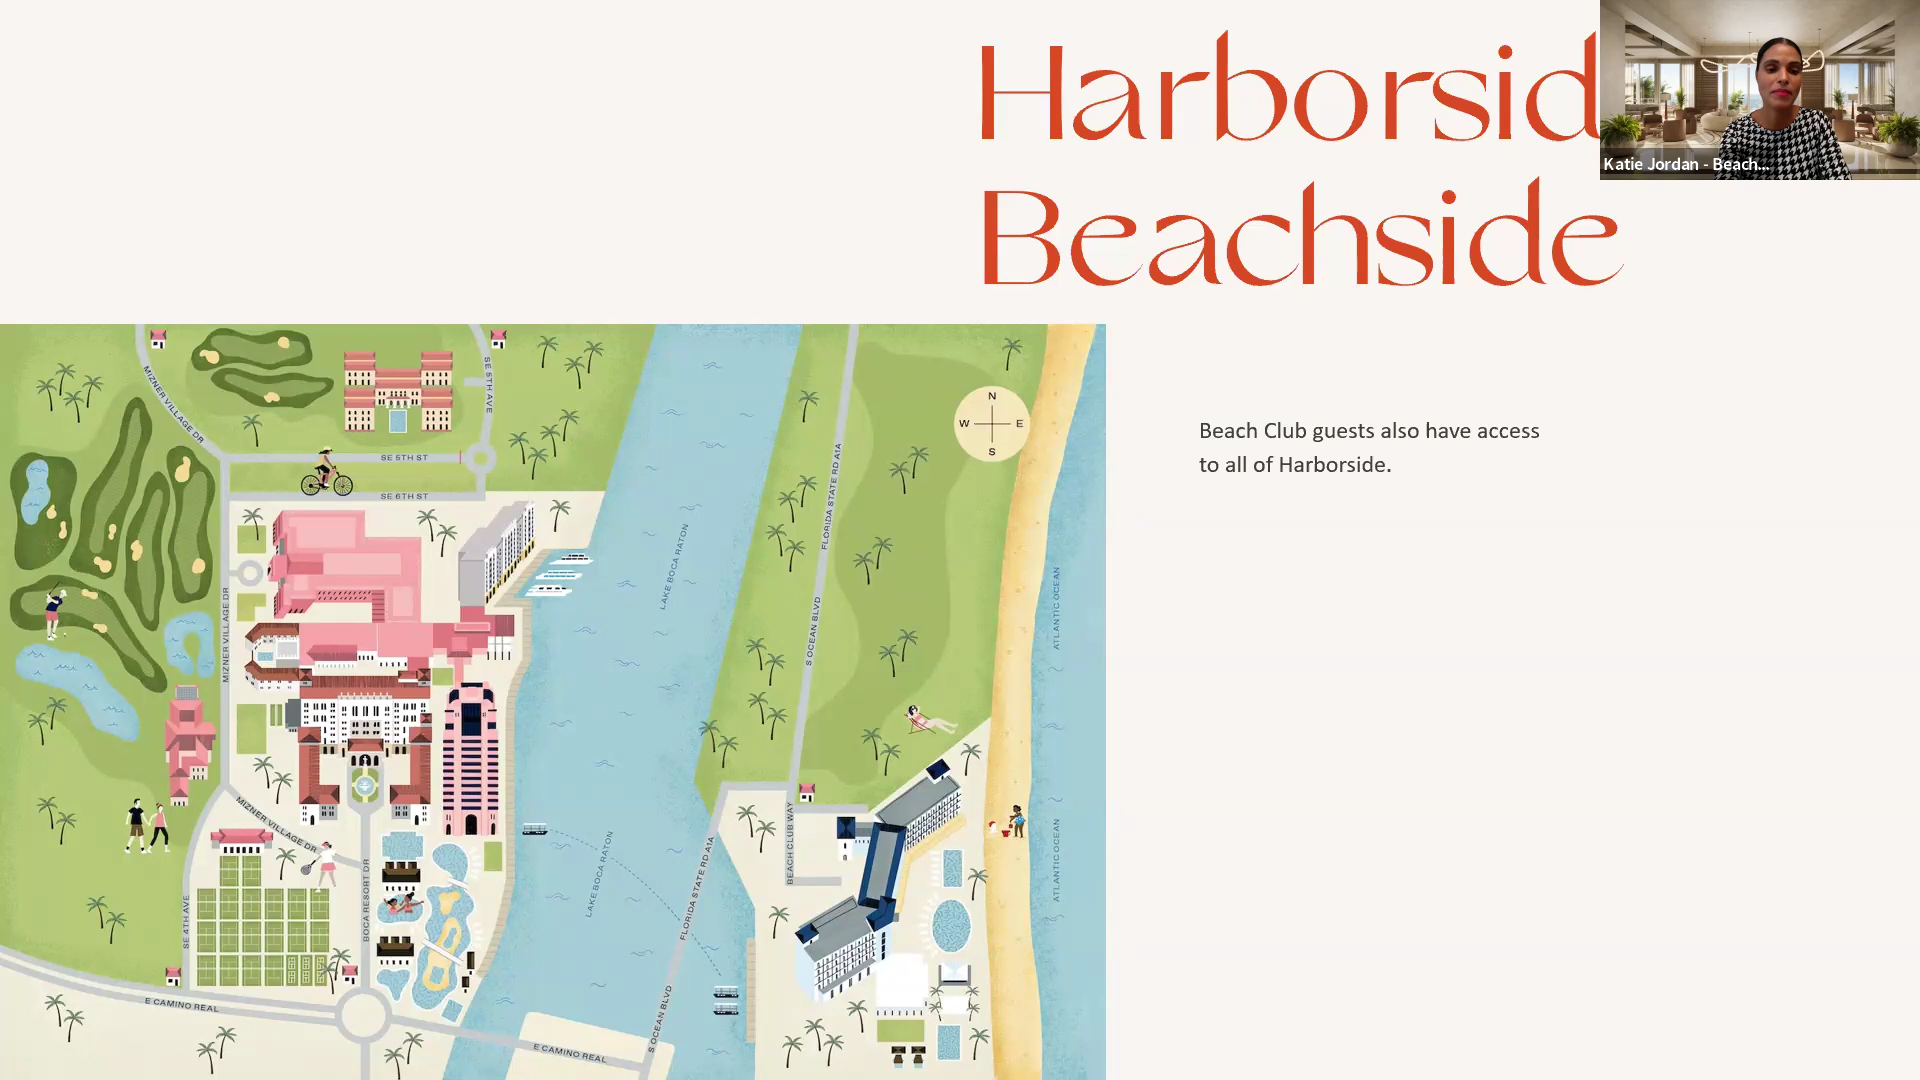 Harborsid
Beachside
Katie Jordan - Beach...
Beach Club guests also have access
to all of Harborside.
MIZNER VILLAGE DR
SE 5TH AVE
SE 5TH ST
SE 6TH ST
N
W E
S
FLORIDA STATE RD A1A
LAKE BOCA RATON
ATLANTIC OCEAN
MIZNER VILLAGE DR
S OCEAN BLVD
MIZNER VILLAGE DR
BEACH CLUB WAY
LAKE BOCA RATON
FLORIDA STATE RD A1A
ATLANTIC OCEAN
SE 4TH AVE
BOCA RESORT DR
E CAMINO REAL
S OCEAN BLVD
E CAMINO REAL